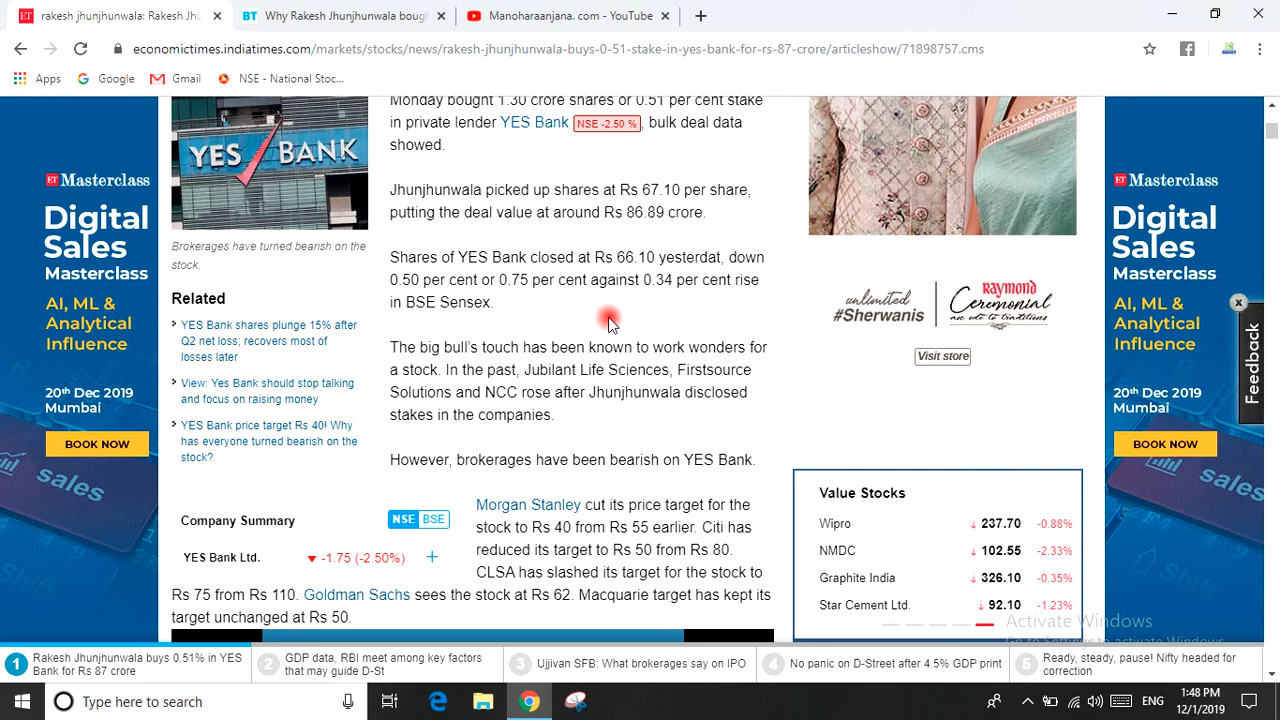 rakesh jhunjhunwala: Rakesh Jhu
Why Rakesh Jhunjhunwala bough
Manoharaanjana. com - YouTube
economictimes.indiatimes.com/markets/stocks/news/rakesh-jhunjhunwala-buys-0-51-stake-in-yes-bank-for-rs-87-crore/articleshow/71898757.cms
Apps
Google
Gmail
NSE - National Stoc...
ET Masterclass
Digital
Sales
Masterclass
AI, ML &
Analytical
Influence
20th Dec 2019
Mumbai
BOOK NOW
sales
YES BANK
Brokerages have turned bearish on the
stock.
Related
YES Bank shares plunge 15% after
Q2 net loss; recovers most of
losses later
View: Yes Bank should stop talking
and focus on raising money
YES Bank price target Rs 40! Why
has everyone turned bearish on the
stock?
Company Summary
NSE BSE
YES Bank Ltd.
-1.75 (-2.50%)
Monday bought 1.30 crore shares or 0.51 per cent stake
in private lender YES Bank NSE -2.50 %, bulk deal data
showed.
Jhunjhunwala picked up shares at Rs 67.10 per share,
putting the deal value at around Rs 86.89 crore.
Shares of YES Bank closed at Rs 66.10 yesterdat, down
0.50 per cent or 0.75 per cent against 0.34 per cent rise
in BSE Sensex.
The big bull's touch has been known to work wonders for
a stock. In the past, Jubilant Life Sciences, Firstsource
Solutions and NCC rose after Jhunjhunwala disclosed
stakes in the companies.
However, brokerages have been bearish on YES Bank.
Morgan Stanley cut its price target for the
stock to Rs 40 from Rs 55 earlier. Citi has
reduced its target to Rs 50 from Rs 80.
CLSA has slashed its target for the stock to
Rs 75 from Rs 110. Goldman Sachs sees the stock at Rs 62. Macquarie target has kept its
target unchanged at Rs 50.
unlimited
#Sherwanis
Raymond
Ceremonial
an ode to traditions
Visit store
Value Stocks
Wipro 237.70 -0.88%
NMDC 102.55 -2.33%
Graphite India 326.10 -0.35%
Star Cement Ltd. 92.10 -1.23%
Activate Windows
Go to Settings to activate Windows.
ET Masterclass
Digital
Sales
Masterclass
AI, ML &
Analytical
Influence
20th Dec 2019
Mumbai
BOOK NOW
Feedback
1 Rakesh Jhunjhunwala buys 0.51% in YES
Bank for Rs 87 crore
2 GDP data, RBI meet among key factors
that may guide D-St
3 Ujjivan SFB: What brokerages say on IPO
4 No panic on D-Street after 4.5% GDP print
5 Ready, steady, pause! Nifty headed for
correction
Type here to search
ENG
1:48 PM
12/1/2019